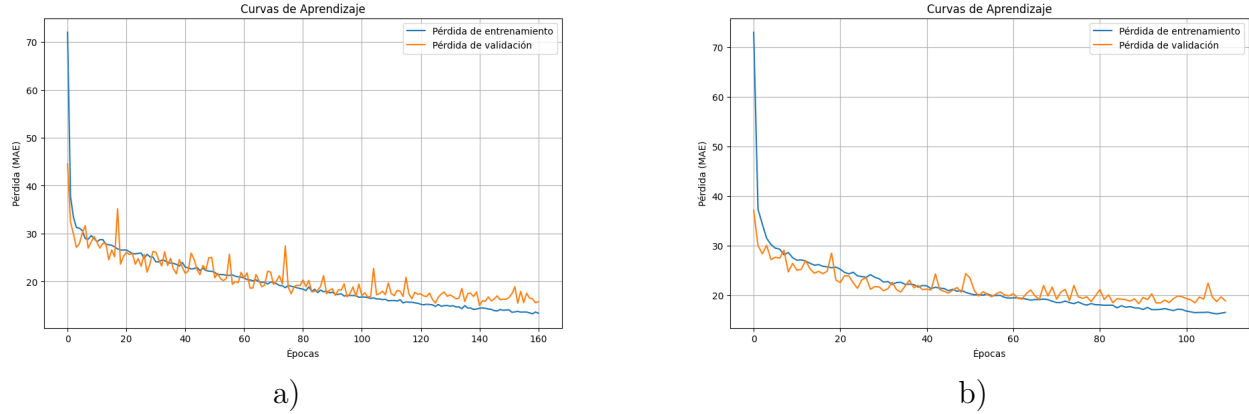 Curvas de Aprendizaje
Pérdida de entrenamiento
Pérdida de validación
Pérdida (MAE)
70
60
50
40
30
20
0 20 40 60 80 100 120 140 160
Épocas
a)
Curvas de Aprendizaje
Pérdida de entrenamiento
Pérdida de validación
Pérdida (MAE)
70
60
50
40
30
20
0 20 40 60 80 100
Épocas
b)